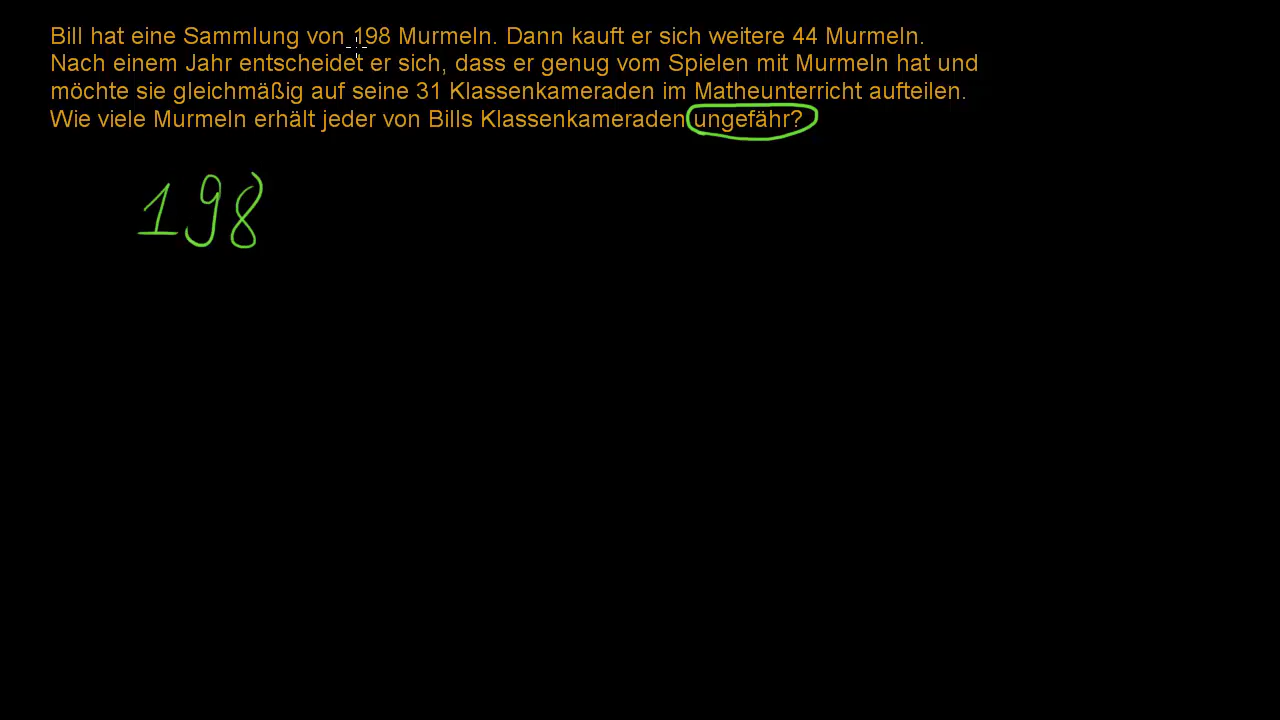 Bill hat eine Sammlung von 198 Murmeln. Dann kauft er sich weitere 44 Murmeln.
Nach einem Jahr entscheidet er sich, dass er genug vom Spielen mit Murmeln hat und
möchte sie gleichmäßig auf seine 31 Klassenkameraden im Matheunterricht aufteilen.
Wie viele Murmeln erhält jeder von Bills Klassenkameraden ungefähr?
198